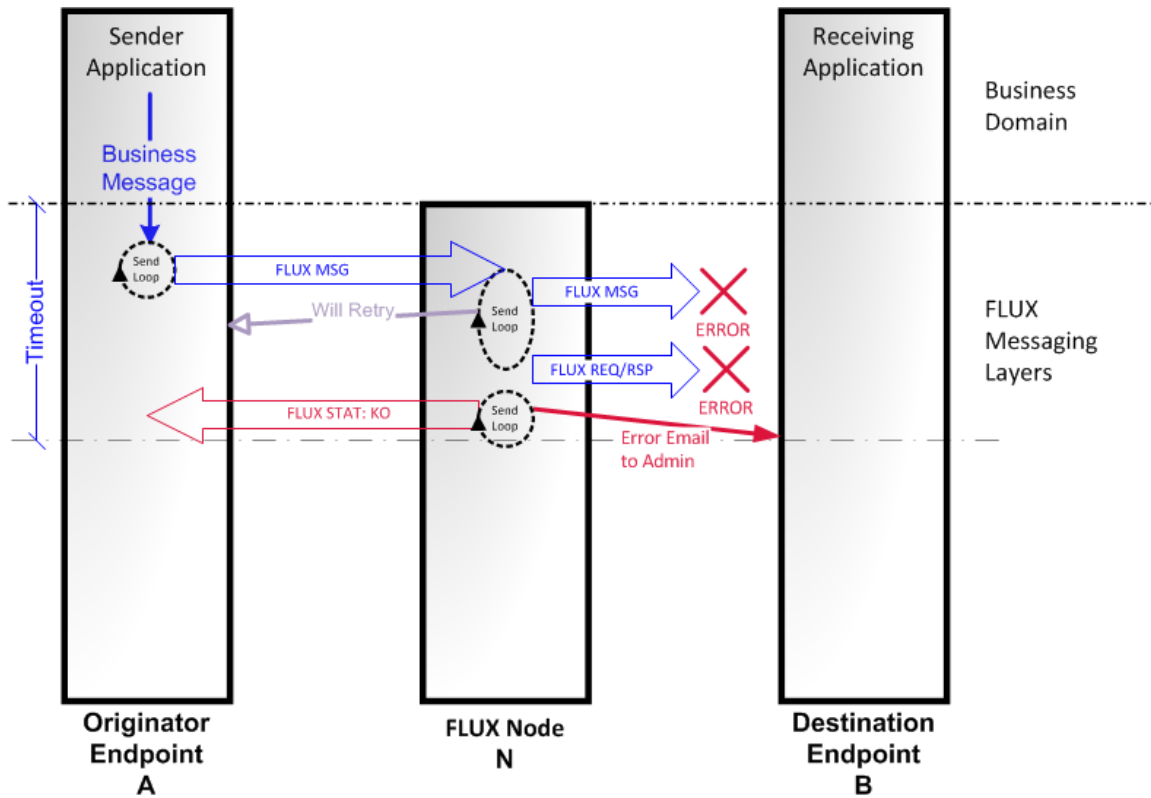 Sender
Application
Receiving
Application
Business
Domain
Business
Message
Send
Loop
FLUX MSG
FLUX MSG
Will Retry
Send
Loop
ERROR
FLUX
Messaging
Layers
Timeout
FLUX REQ/RSP
ERROR
FLUX STAT: KO
Send
Loop
Error Email
to Admin
Originator
Endpoint
A
FLUX Node
N
Destination
Endpoint
B